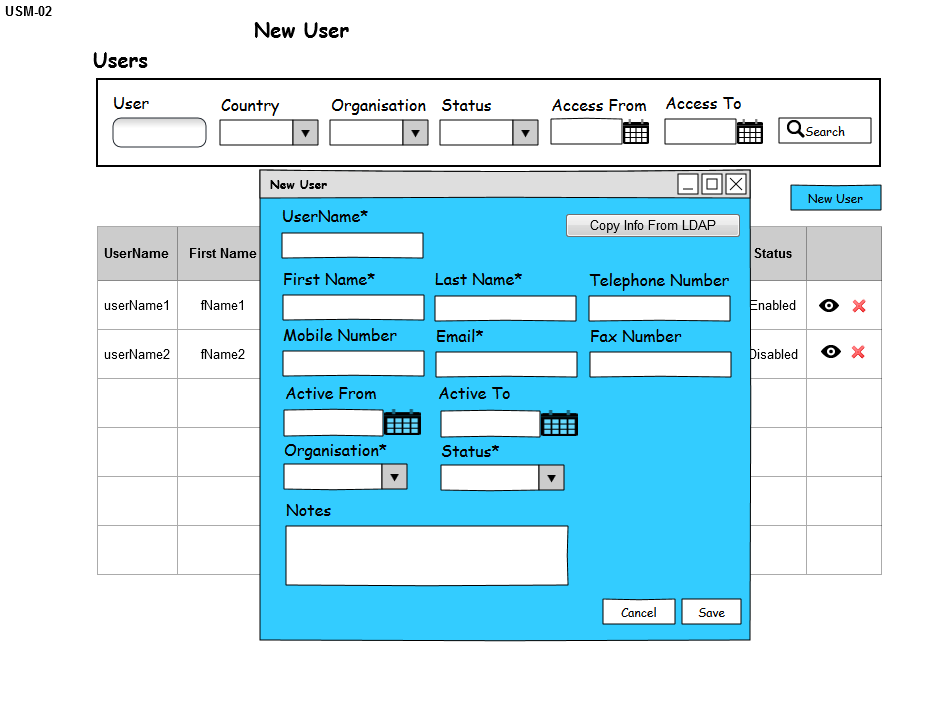 USM-02
New User
Users
User Country Organisation Status Access From Access To
Search
New User
New User
UserName*
Copy Info From LDAP
UserName First Name Status
First Name* Last Name* Telephone Number
userName1 fName1 Enabled
Mobile Number Email* Fax Number
userName2 fName2 Disabled
Active From Active To
Organisation* Status*
Notes
Cancel Save